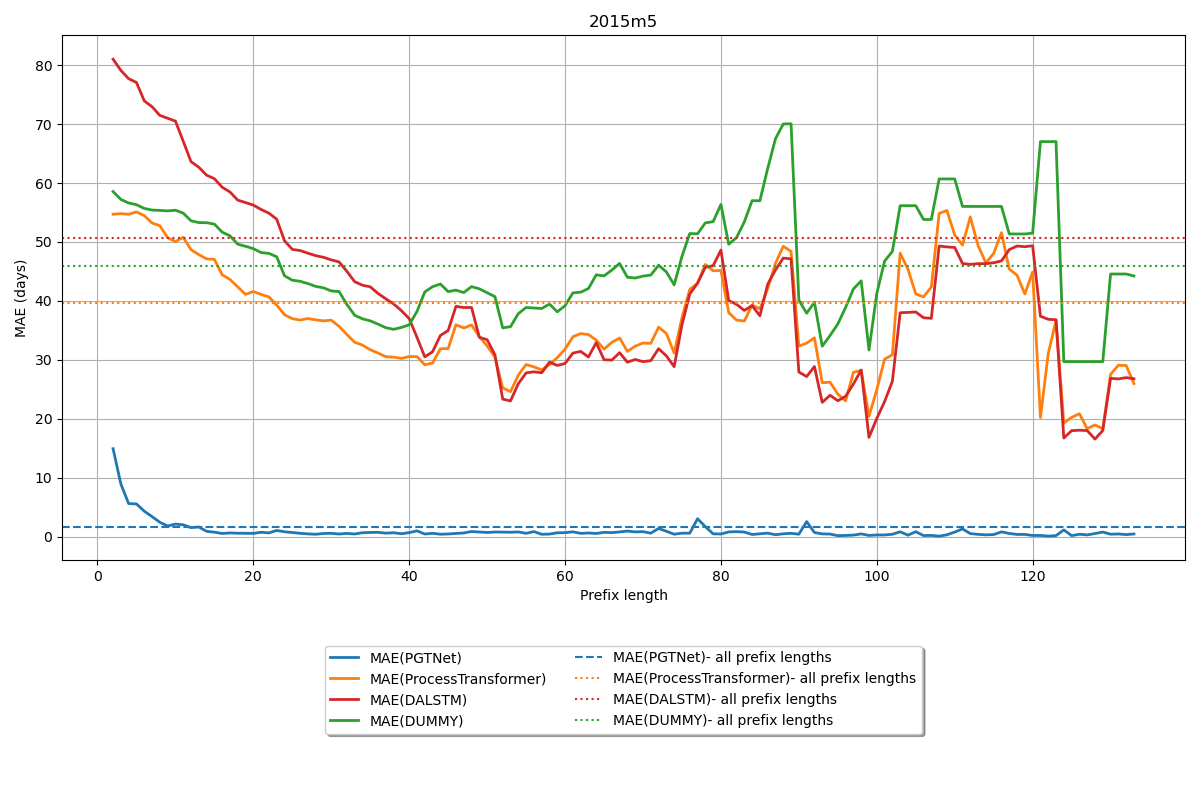 2015m5
MAE (days)
80
70
60
50
40
30
20
10
0
0 20 40 60 80 100 120
Prefix length
MAE(PGTNet)
MAE(ProcessTransformer)
MAE(DALSTM)
MAE(DUMMY)
MAE(PGTNet)- all prefix lengths
MAE(ProcessTransformer)- all prefix lengths
MAE(DALSTM)- all prefix lengths
MAE(DUMMY)- all prefix lengths